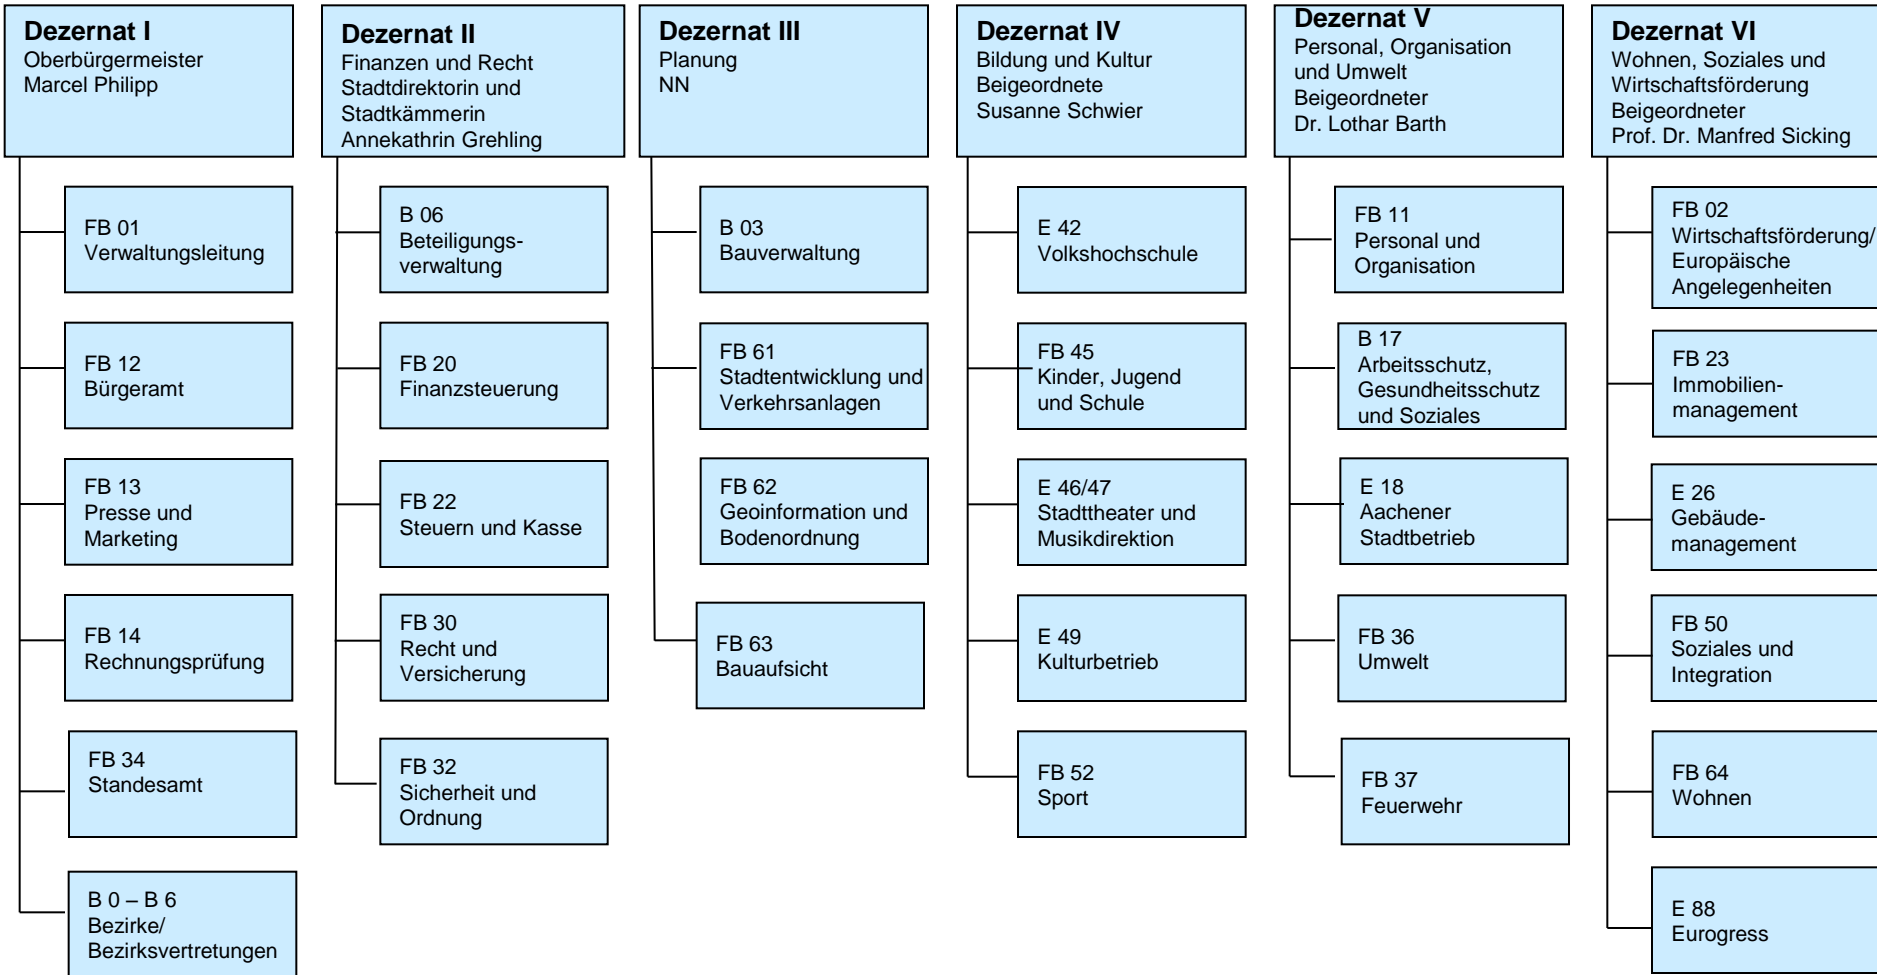 Dezernat I
Oberbürgermeister
Marcel Philipp
FB 01
Verwaltungsleitung
FB 12
Bürgeramt
FB 13
Presse und
Marketing
FB 14
Rechnungsprüfung
FB 34
Standesamt
B 0 – B 6
Bezirke/
Bezirksvertretungen
Dezernat II
Finanzen und Recht
Stadtdirektorin und
Stadtkämmerin
Annekathrin Grehling
B 06
Beteiligungs-
verwaltung
FB 20
Finanzsteuerung
FB 22
Steuern und Kasse
FB 30
Recht und
Versicherung
FB 32
Sicherheit und
Ordnung
Dezernat III
Planung
NN
B 03
Bauverwaltung
FB 61
Stadtentwicklung und
Verkehrsanlagen
FB 62
Geoinformation und
Bodenordnung
FB 63
Bauaufsicht
Dezernat IV
Bildung und Kultur
Beigeordnete
Susanne Schwier
E 42
Volkshochschule
FB 45
Kinder, Jugend
und Schule
E 46/47
Stadttheater und
Musikdirektion
E 49
Kulturbetrieb
FB 52
Sport
Dezernat V
Personal, Organisation
und Umwelt
Beigeordneter
Dr. Lothar Barth
FB 11
Personal und
Organisation
B 17
Arbeitsschutz,
Gesundheitsschutz
und Soziales
E 18
Aachener
Stadtbetrieb
FB 36
Umwelt
FB 37
Feuerwehr
Dezernat VI
Wohnen, Soziales und
Wirtschaftsförderung
Beigeordneter
Prof. Dr. Manfred Sicking
FB 02
Wirtschaftsförderung/
Europäische
Angelegenheiten
FB 23
Immobilien-
management
E 26
Gebäude-
management
FB 50
Soziales und
Integration
FB 64
Wohnen
E 88
Eurogress